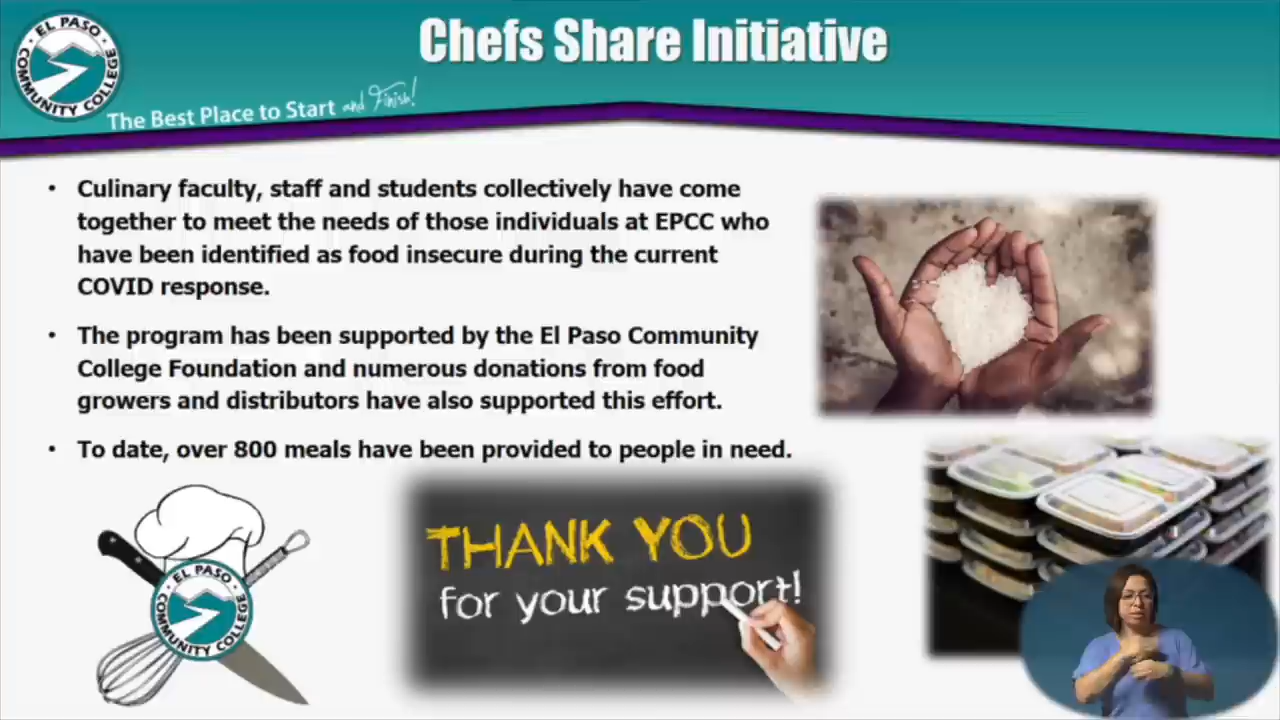 Chefs Share Initiative
EL PASO
COMMUNITY COLLEGE
The Best Place to Start and Finish!
• Culinary faculty, staff and students collectively have come
together to meet the needs of those individuals at EPCC who
have been identified as food insecure during the current
COVID response.
• The program has been supported by the El Paso Community
College Foundation and numerous donations from food
growers and distributors have also supported this effort.
• To date, over 800 meals have been provided to people in need.
EL PASO
COMMUNITY COLLEGE
THANK YOU
for your support!